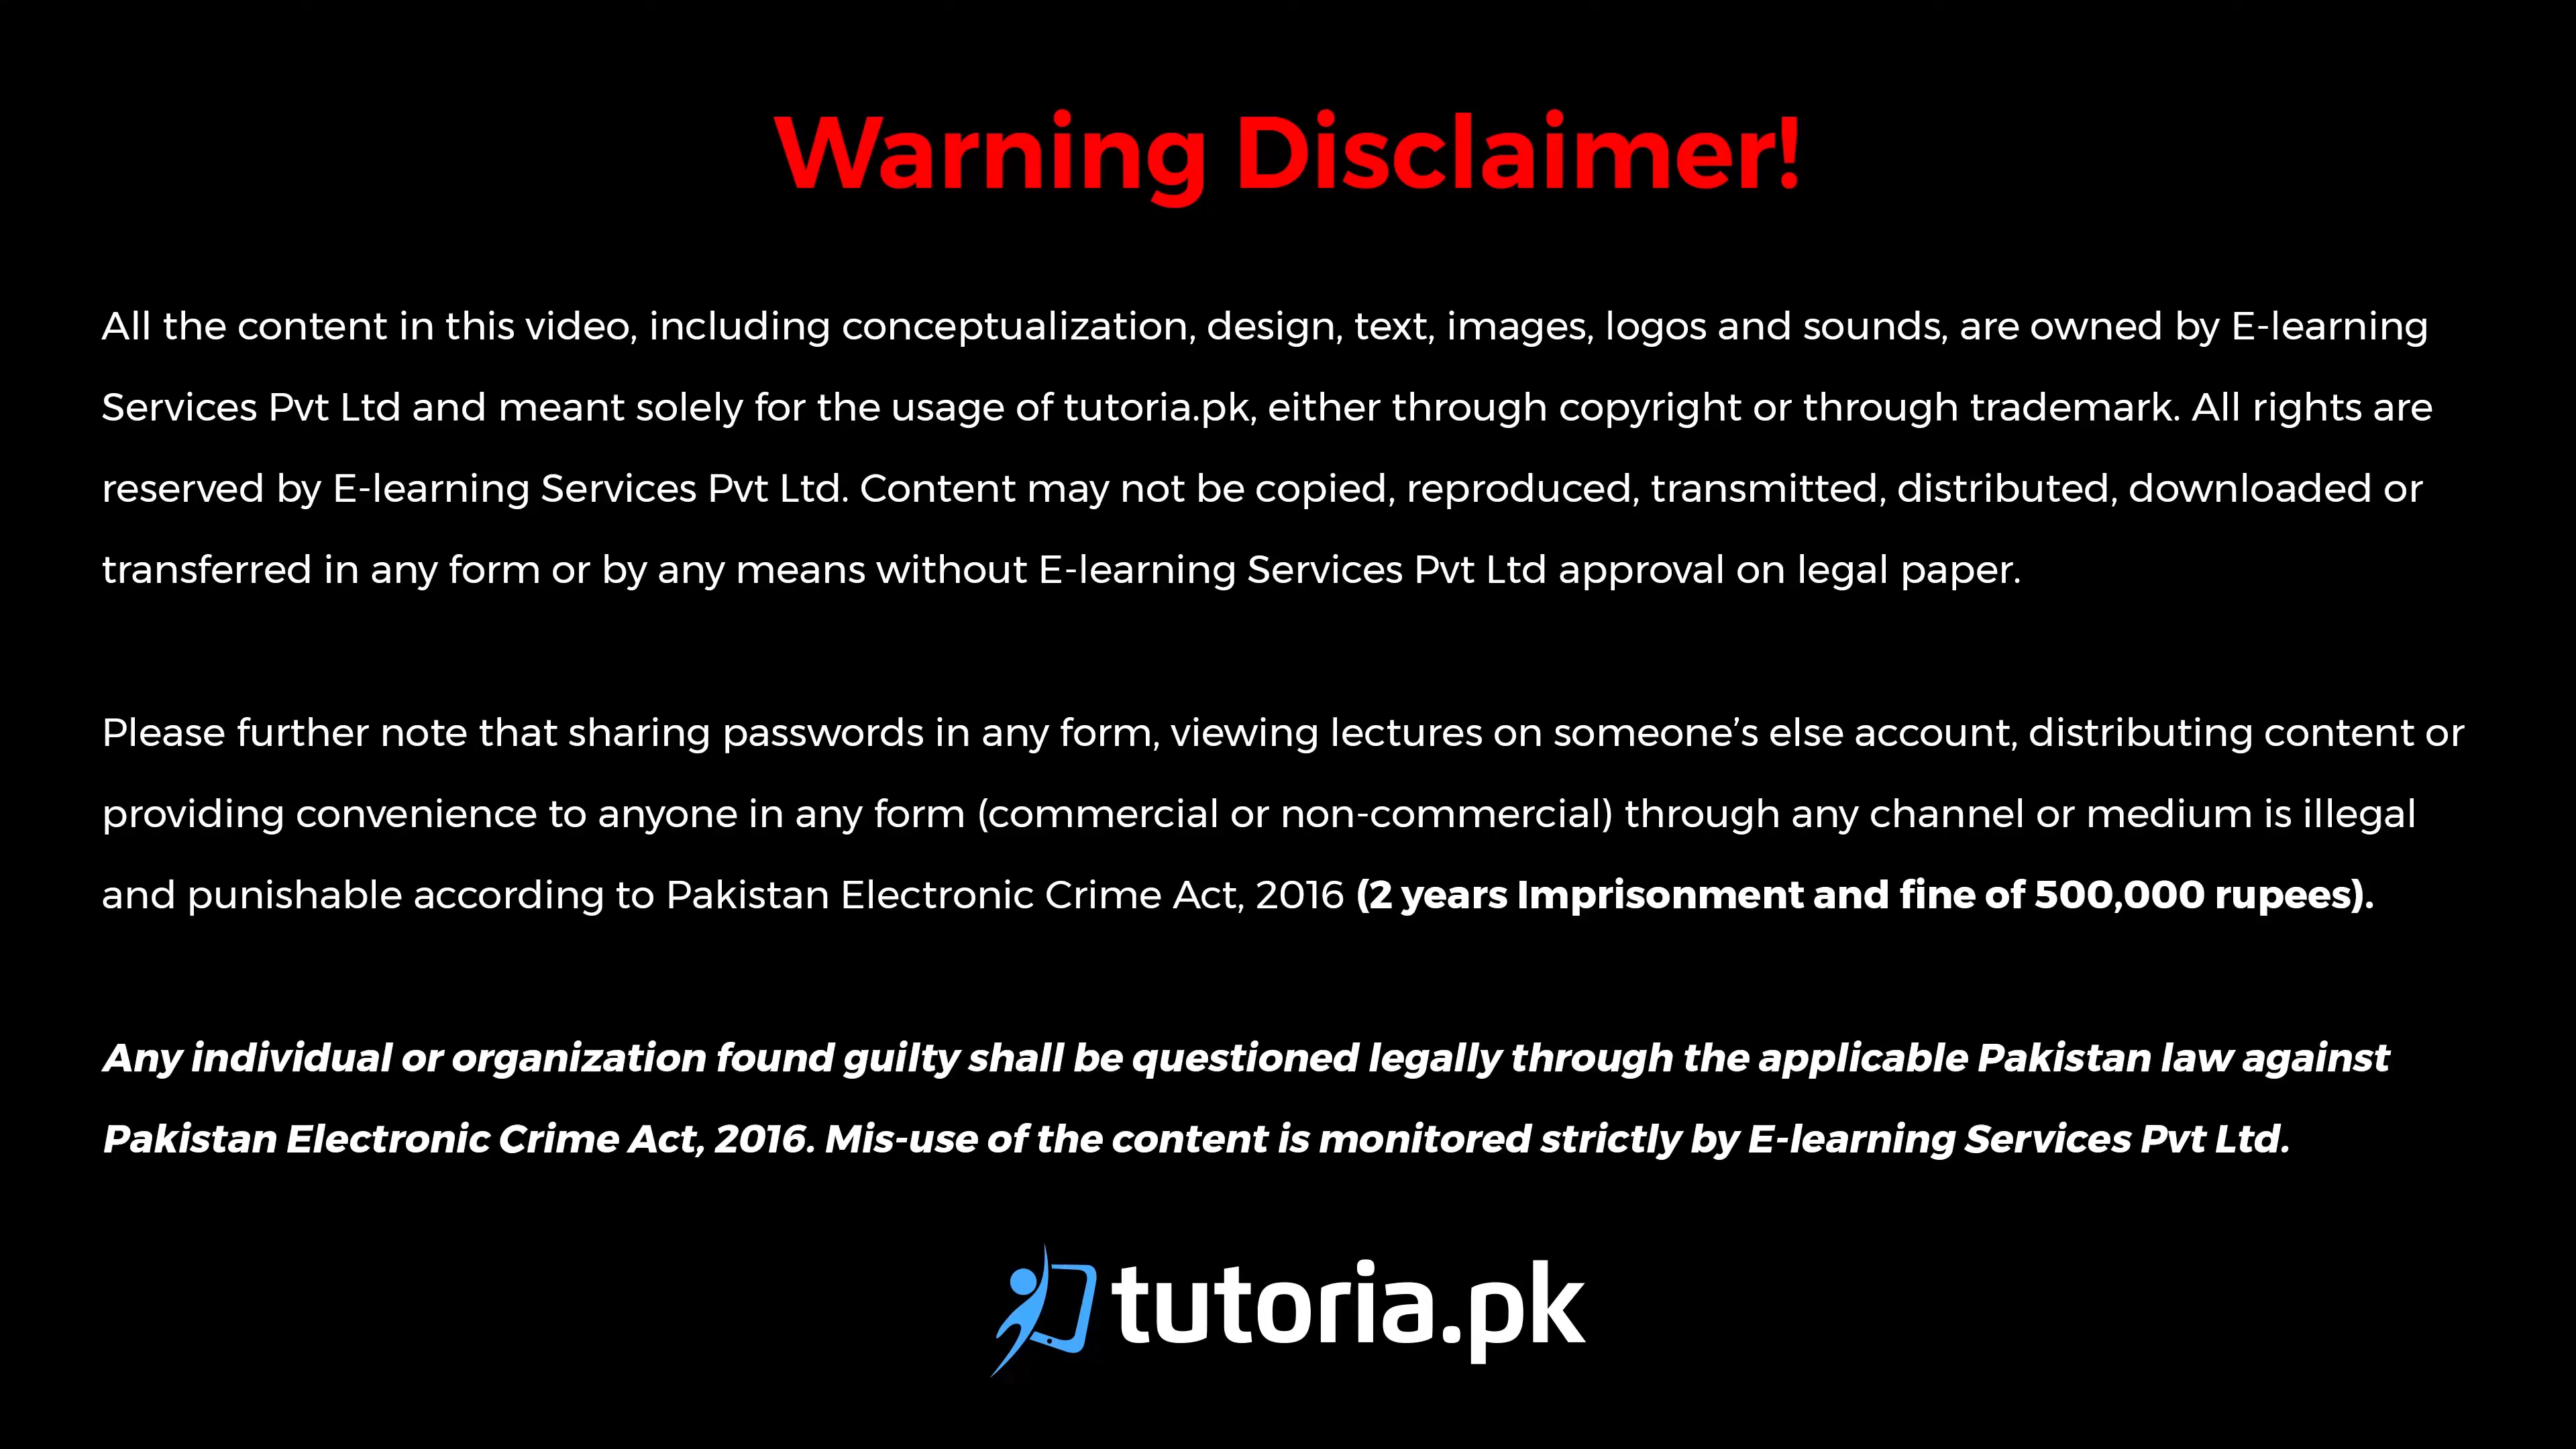 Warning Disclaimer!
All the content in this video, including conceptualization, design, text, images, logos and sounds, are owned by E-learning
Services Pvt Ltd and meant solely for the usage of tutoria.pk, either through copyright or through trademark. All rights are
reserved by E-learning Services Pvt Ltd. Content may not be copied, reproduced, transmitted, distributed, downloaded or
transferred in any form or by any means without E-learning Services Pvt Ltd approval on legal paper.
Please further note that sharing passwords in any form, viewing lectures on someone’s else account, distributing content or
providing convenience to anyone in any form (commercial or non-commercial) through any channel or medium is illegal
and punishable according to Pakistan Electronic Crime Act, 2016 (2 years Imprisonment and fine of 500,000 rupees).
Any individual or organization found guilty shall be questioned legally through the applicable Pakistan law against
Pakistan Electronic Crime Act, 2016. Mis-use of the content is monitored strictly by E-learning Services Pvt Ltd.
tutoria.pk